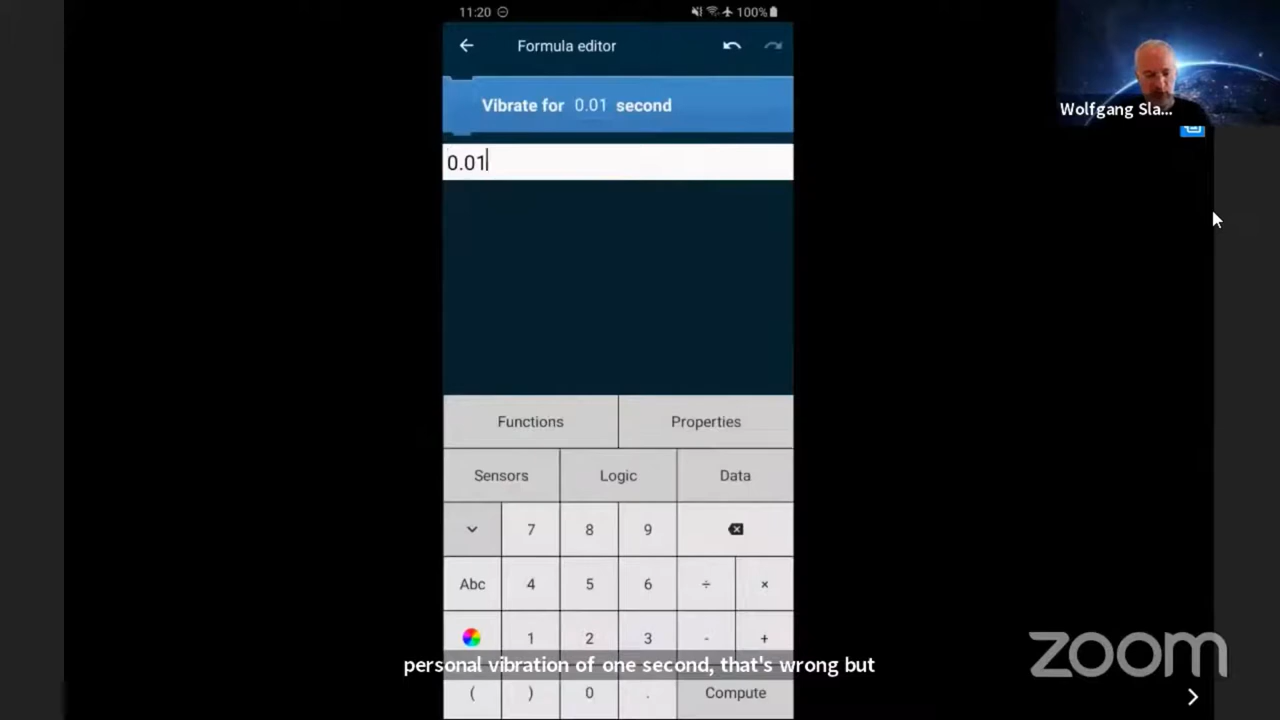 11:20
100%
Formula editor
Vibrate for 0.01 second
0.01
Functions
Properties
Sensors
Logic
Data
7
8
9
Abc
4
5
6
÷
×
1
2
3
-
+
personal vibration of one second, that's wrong but
(
)
0
.
Compute
Wolfgang Sla...
zoom